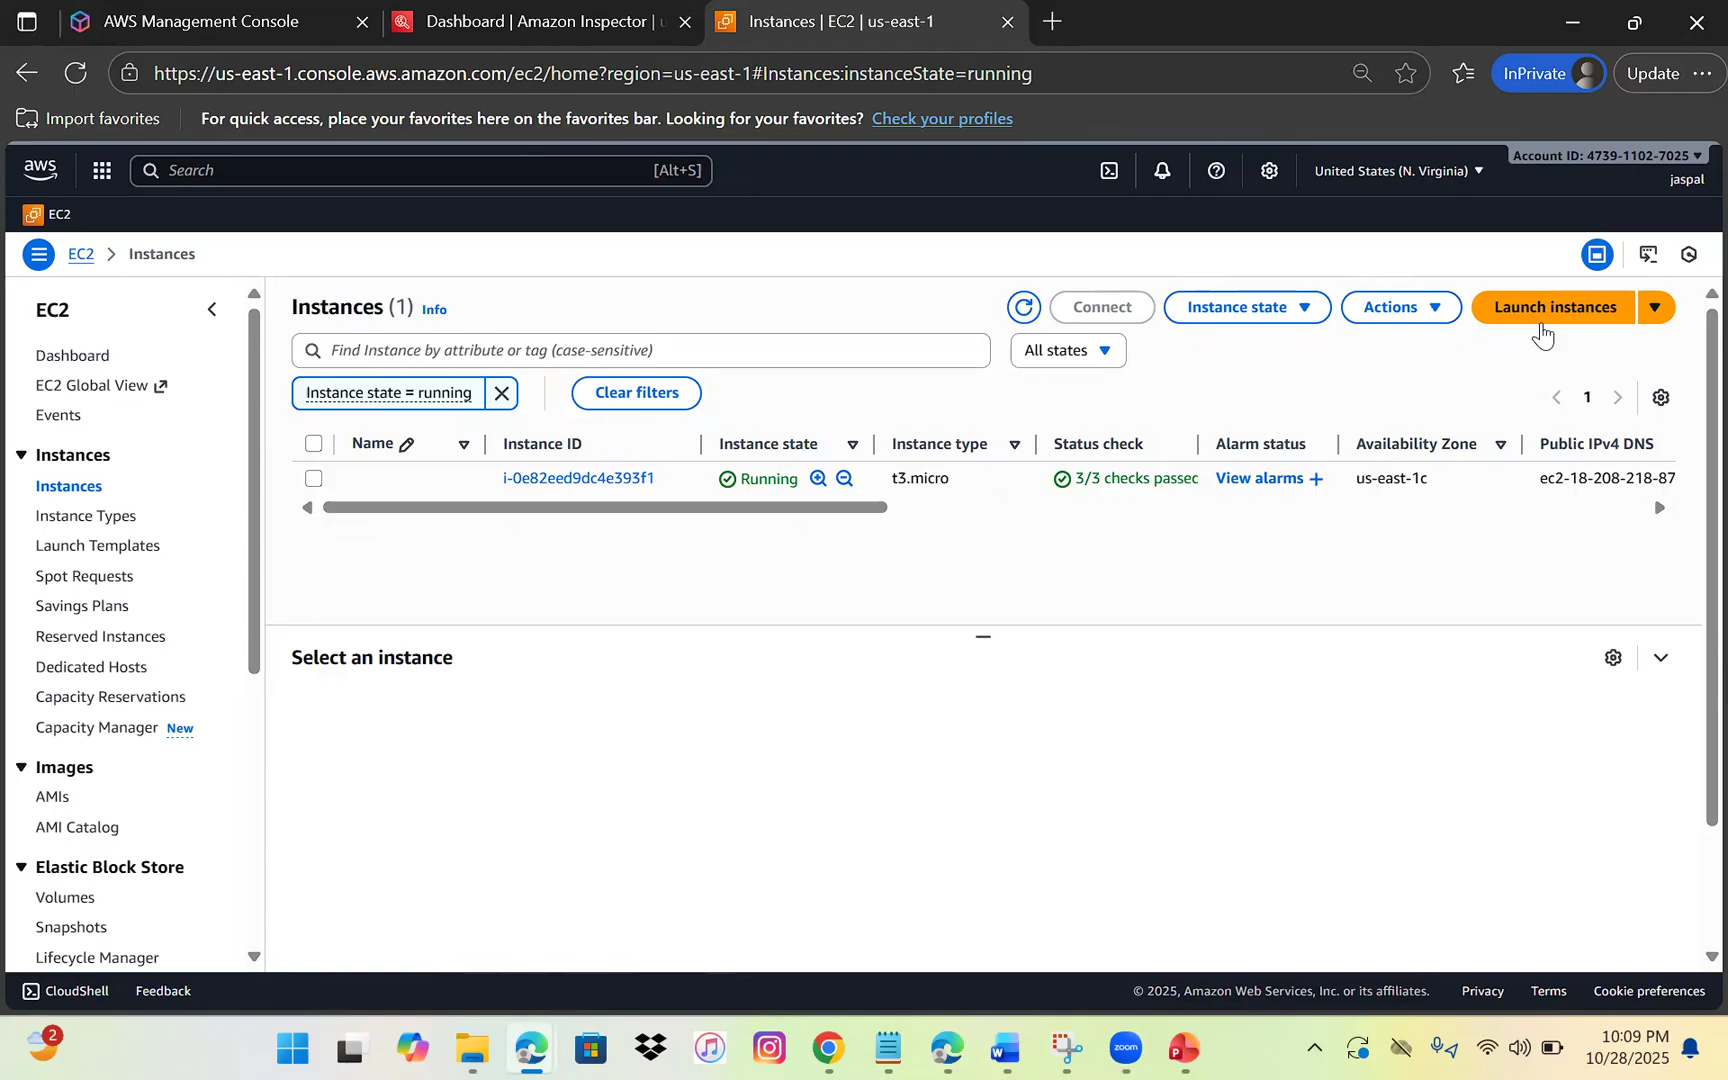 AWS Management Console
Dashboard | Amazon Inspector | u
Instances | EC2 | us-east-1
https://us-east-1.console.aws.amazon.com/ec2/home?region=us-east-1#Instances:instanceState=running
InPrivate
Update
Import favorites
For quick access, place your favorites here on the favorites bar. Looking for your favorites? Check your profiles
aws
Search
[Alt+S]
United States (N. Virginia)
Account ID: 4739-1102-7025
jaspal
EC2
EC2
Instances
EC2
Dashboard
EC2 Global View
Events
Instances
Instances
Instance Types
Launch Templates
Spot Requests
Savings Plans
Reserved Instances
Dedicated Hosts
Capacity Reservations
Capacity Manager New
Images
AMIs
AMI Catalog
Elastic Block Store
Volumes
Snapshots
Lifecycle Manager
Instances (1) Info
Connect
Instance state
Actions
Launch instances
Find Instance by attribute or tag (case-sensitive)
All states
Instance state = running
Clear filters
1
Name
Instance ID
Instance state
Instance type
Status check
Alarm status
Availability Zone
Public IPv4 DNS
i-0e82eed9dc4e393f1
Running
t3.micro
3/3 checks passec
View alarms +
us-east-1c
ec2-18-208-218-87
Select an instance
CloudShell
Feedback
© 2025, Amazon Web Services, Inc. or its affiliates.
Privacy
Terms
Cookie preferences
2
zoom
10:09 PM
10/28/2025